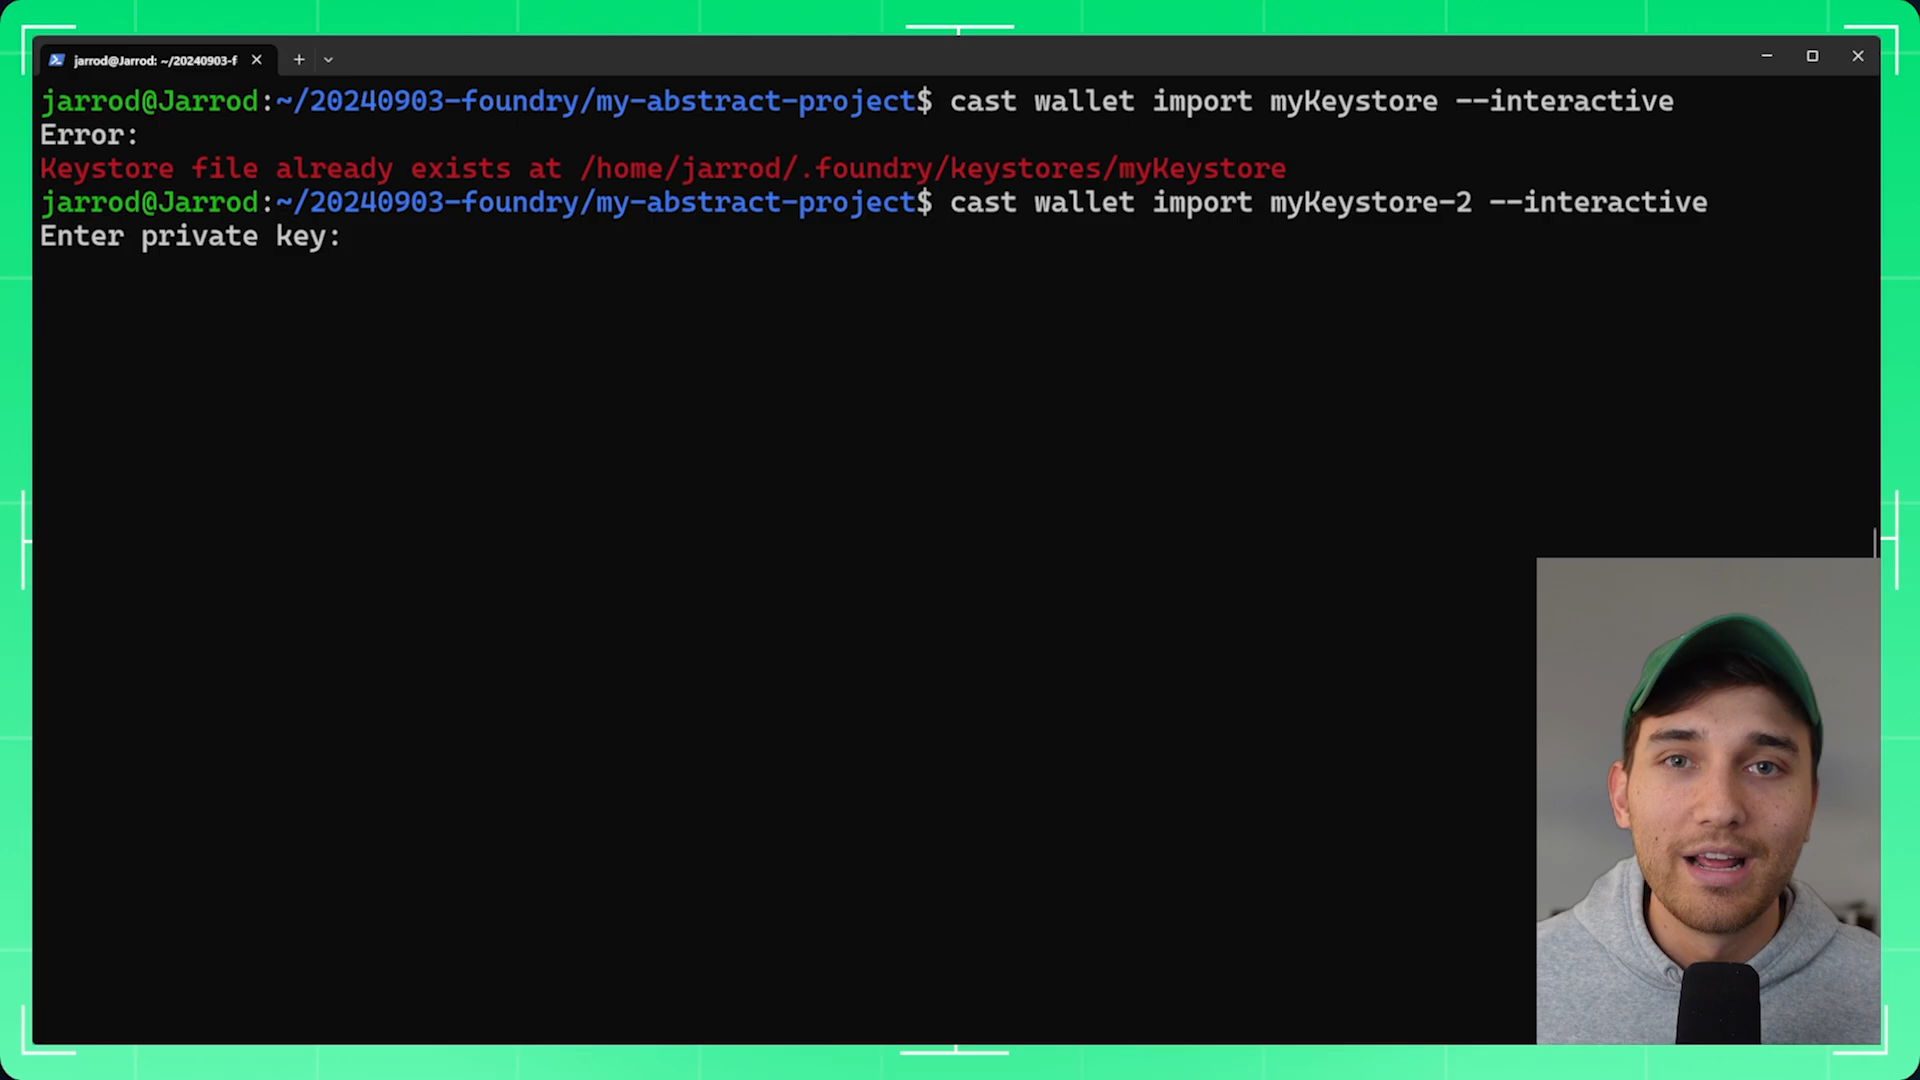 jarrod@Jarrod: ~/20240903-f
jarrod@Jarrod:~/20240903-foundry/my-abstract-project$ cast wallet import myKeystore --interactive
Error:
Keystore file already exists at /home/jarrod/.foundry/keystores/myKeystore
jarrod@Jarrod:~/20240903-foundry/my-abstract-project$ cast wallet import myKeystore-2 --interactive
Enter private key: